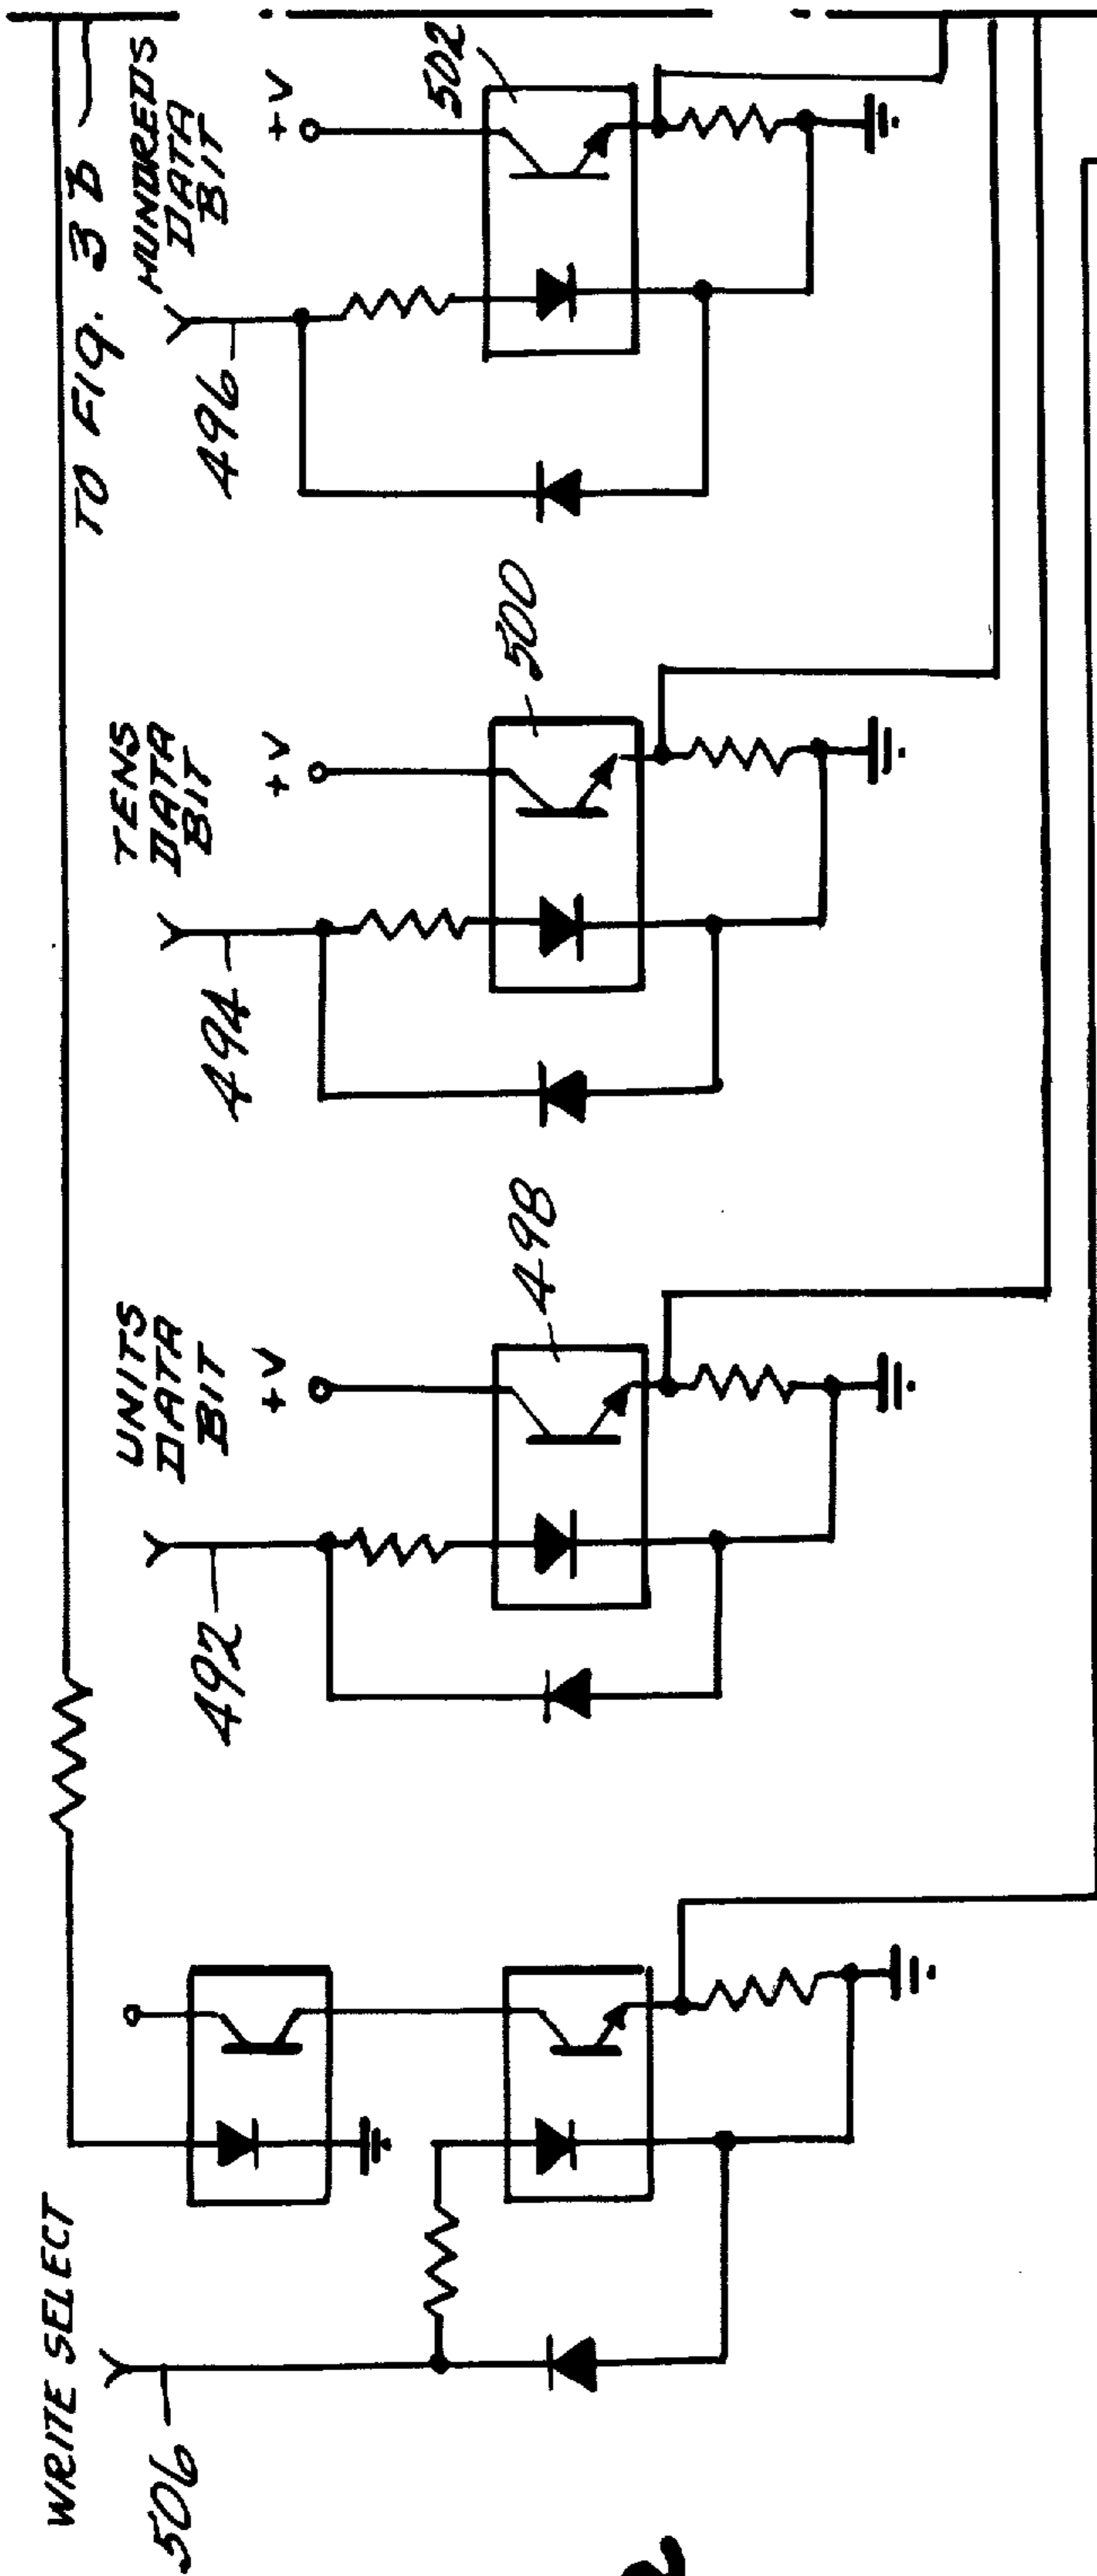 WRITE SELECT
506
TO FIG. 3b
UNITS
DATA
BIT
492
+V
498
TENS
DATA
BIT
494
+V
500
HUNDREDS
DATA
BIT
496
+V
502